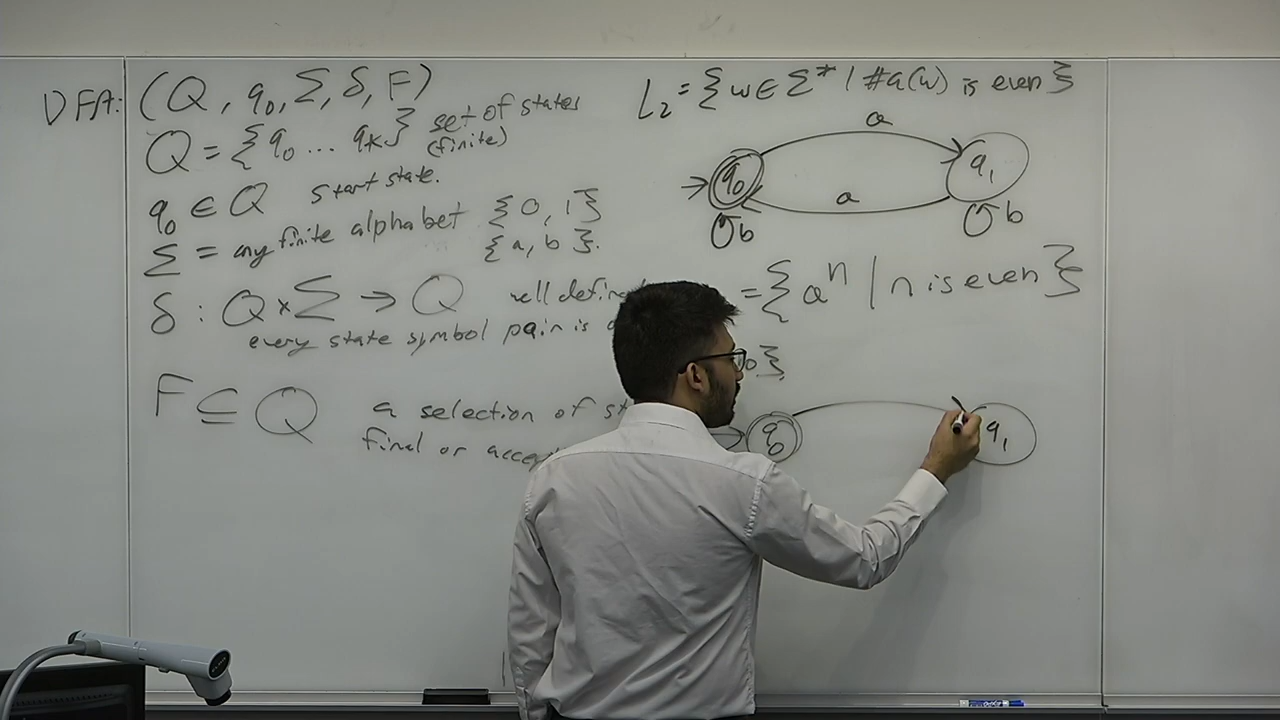 DFA: (Q, q₀, Σ, δ, F)
Q = {q₀ ... qₖ} set of states
(finite)
q₀ ∈ Q start state.
Σ = any finite alphabet {0, 1}
{a, b}.
δ : Q × Σ → Q well define
every state symbol pair is
F ⊆ Q a selection of st
final or accep
L₂ = {w ∈ Σ* | #a(w) is even}
a
q₀
q₁
a
b
b
= {aⁿ | n is even}
}.
q₀
q₁